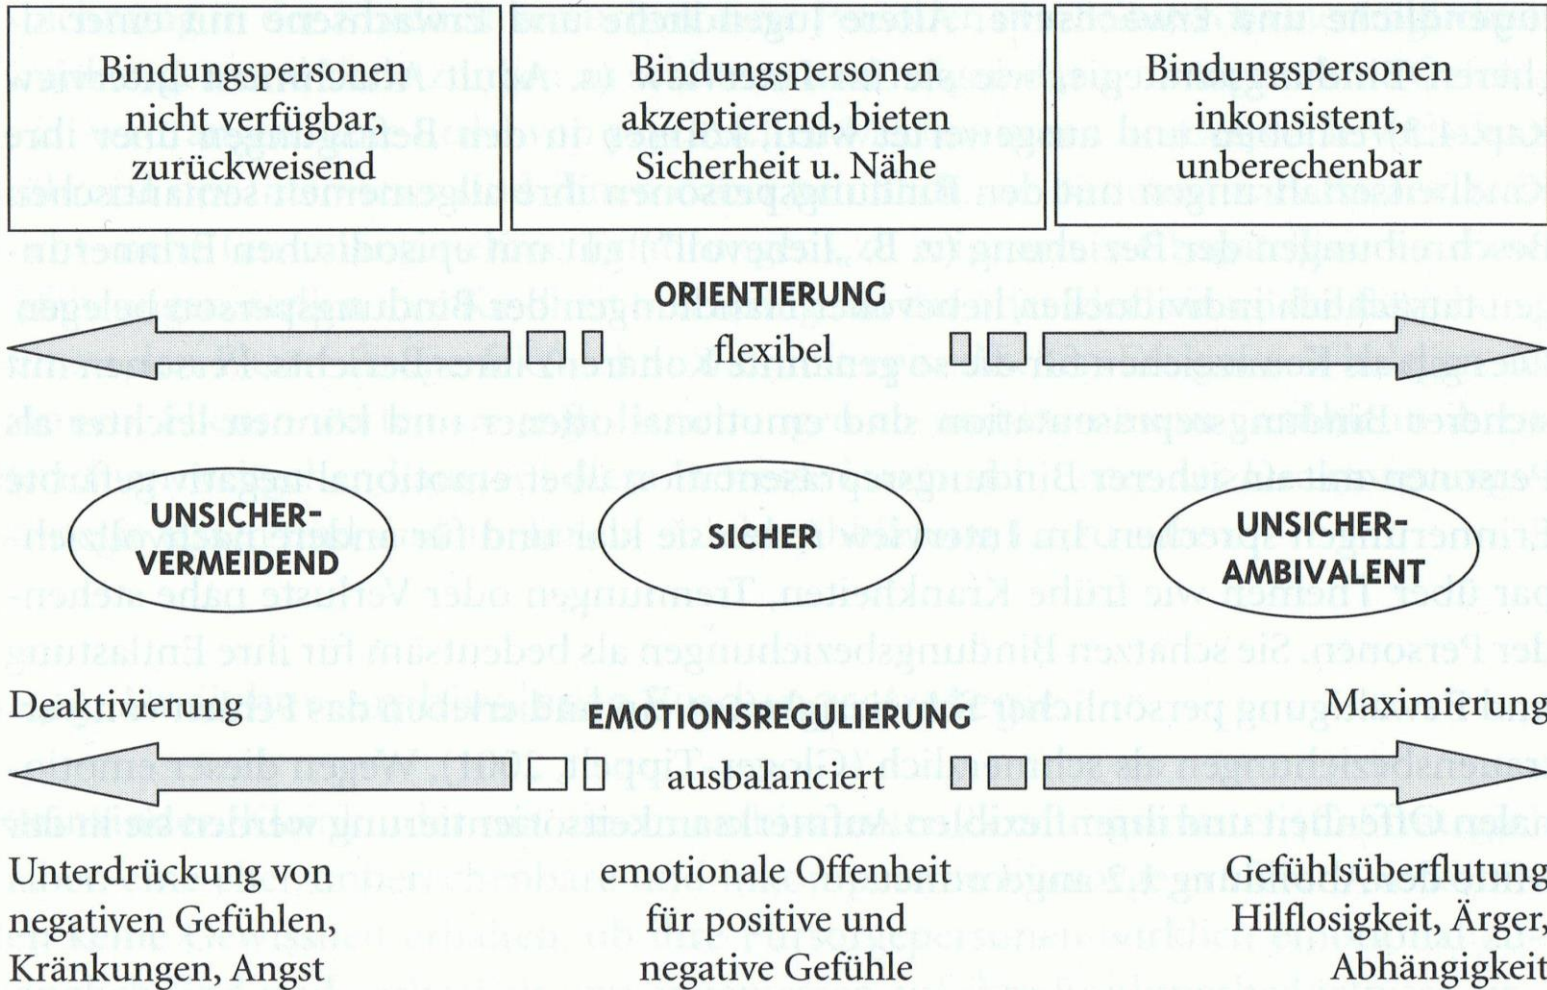 Bindungspersonen
nicht verfügbar,
zurückweisend
Bindungspersonen
akzeptierend, bieten
Sicherheit u. Nähe
Bindungspersonen
inkonsistent,
unberechenbar
ORIENTIERUNG
flexibel
UNSICHER-
VERMEIDEND
SICHER
UNSICHER-
AMBIVALENT
Deaktivierung
EMOTIONSREGULIERUNG
Maximierung
ausbalanciert
Unterdrückung von
negativen Gefühlen,
Kränkungen, Angst
emotionale Offenheit
für positive und
negative Gefühle
Gefühlsüberflutung
Hilflosigkeit, Ärger,
Abhängigkeit